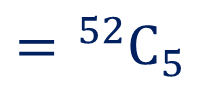 = ⁵²C₅